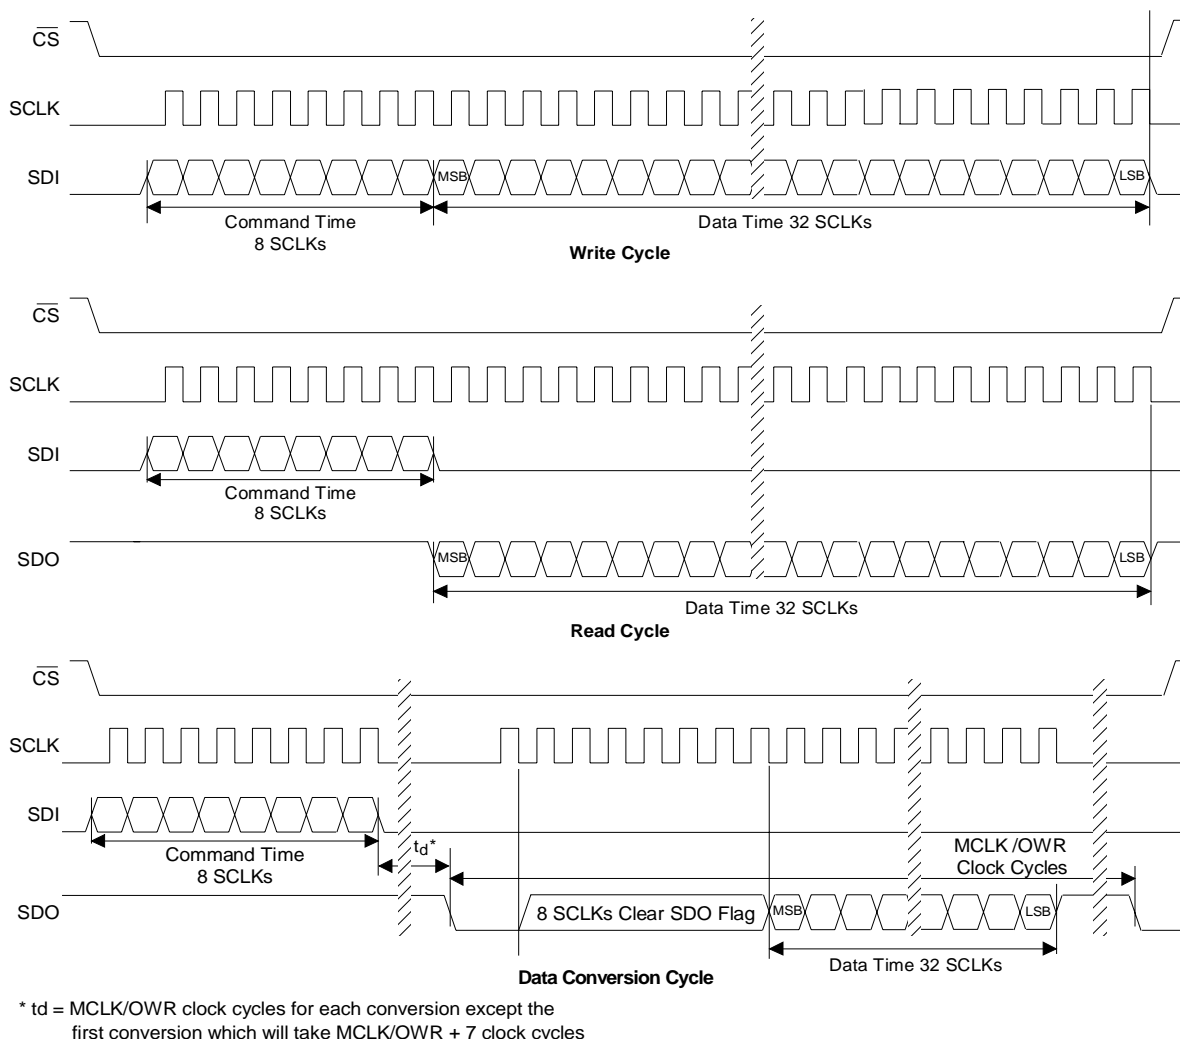 CS
SCLK
SDI
MSB
LSB
Command Time
8 SCLKs
Data Time 32 SCLKs
Write Cycle
CS
SCLK
SDI
Command Time
8 SCLKs
SDO
MSB
LSB
Data Time 32 SCLKs
Read Cycle
CS
SCLK
SDI
Command Time
8 SCLKs
td*
MCLK /OWR
Clock Cycles
SDO
8 SCLKs Clear SDO Flag
MSB
LSB
Data Time 32 SCLKs
Data Conversion Cycle
* td = MCLK/OWR clock cycles for each conversion except the
first conversion which will take MCLK/OWR + 7 clock cycles